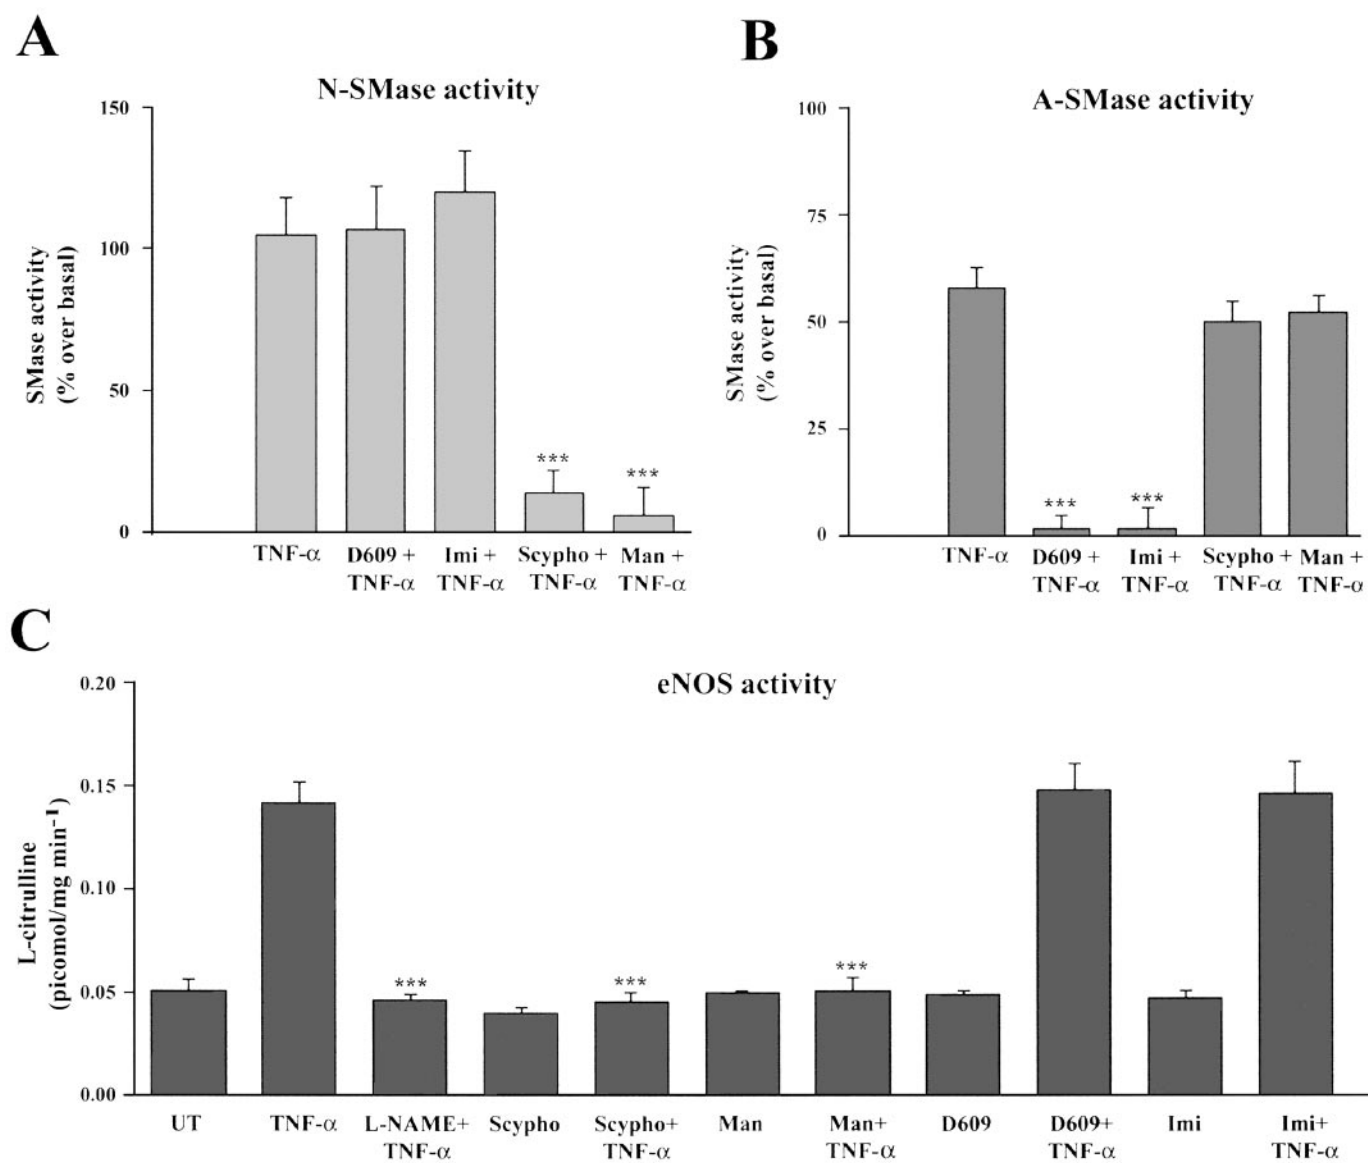 A
N-SMase activity
SMase activity
(% over basal)
150
100
50
0
***
***
TNF-α
D609 +
TNF-α
Imi +
TNF-α
Scypho +
TNF-α
Man +
TNF-α
B
A-SMase activity
SMase activity
(% over basal)
100
75
50
25
0
***
***
TNF-α
D609 +
TNF-α
Imi +
TNF-α
Scypho +
TNF-α
Man +
TNF-α
C
eNOS activity
L-citrulline
(picomol/mg min⁻¹)
0.20
0.15
0.10
0.05
0.00
***
***
***
UT
TNF-α
L-NAME+
TNF-α
Scypho
Scypho+
TNF-α
Man
Man+
TNF-α
D609
D609+
TNF-α
Imi
Imi+
TNF-α